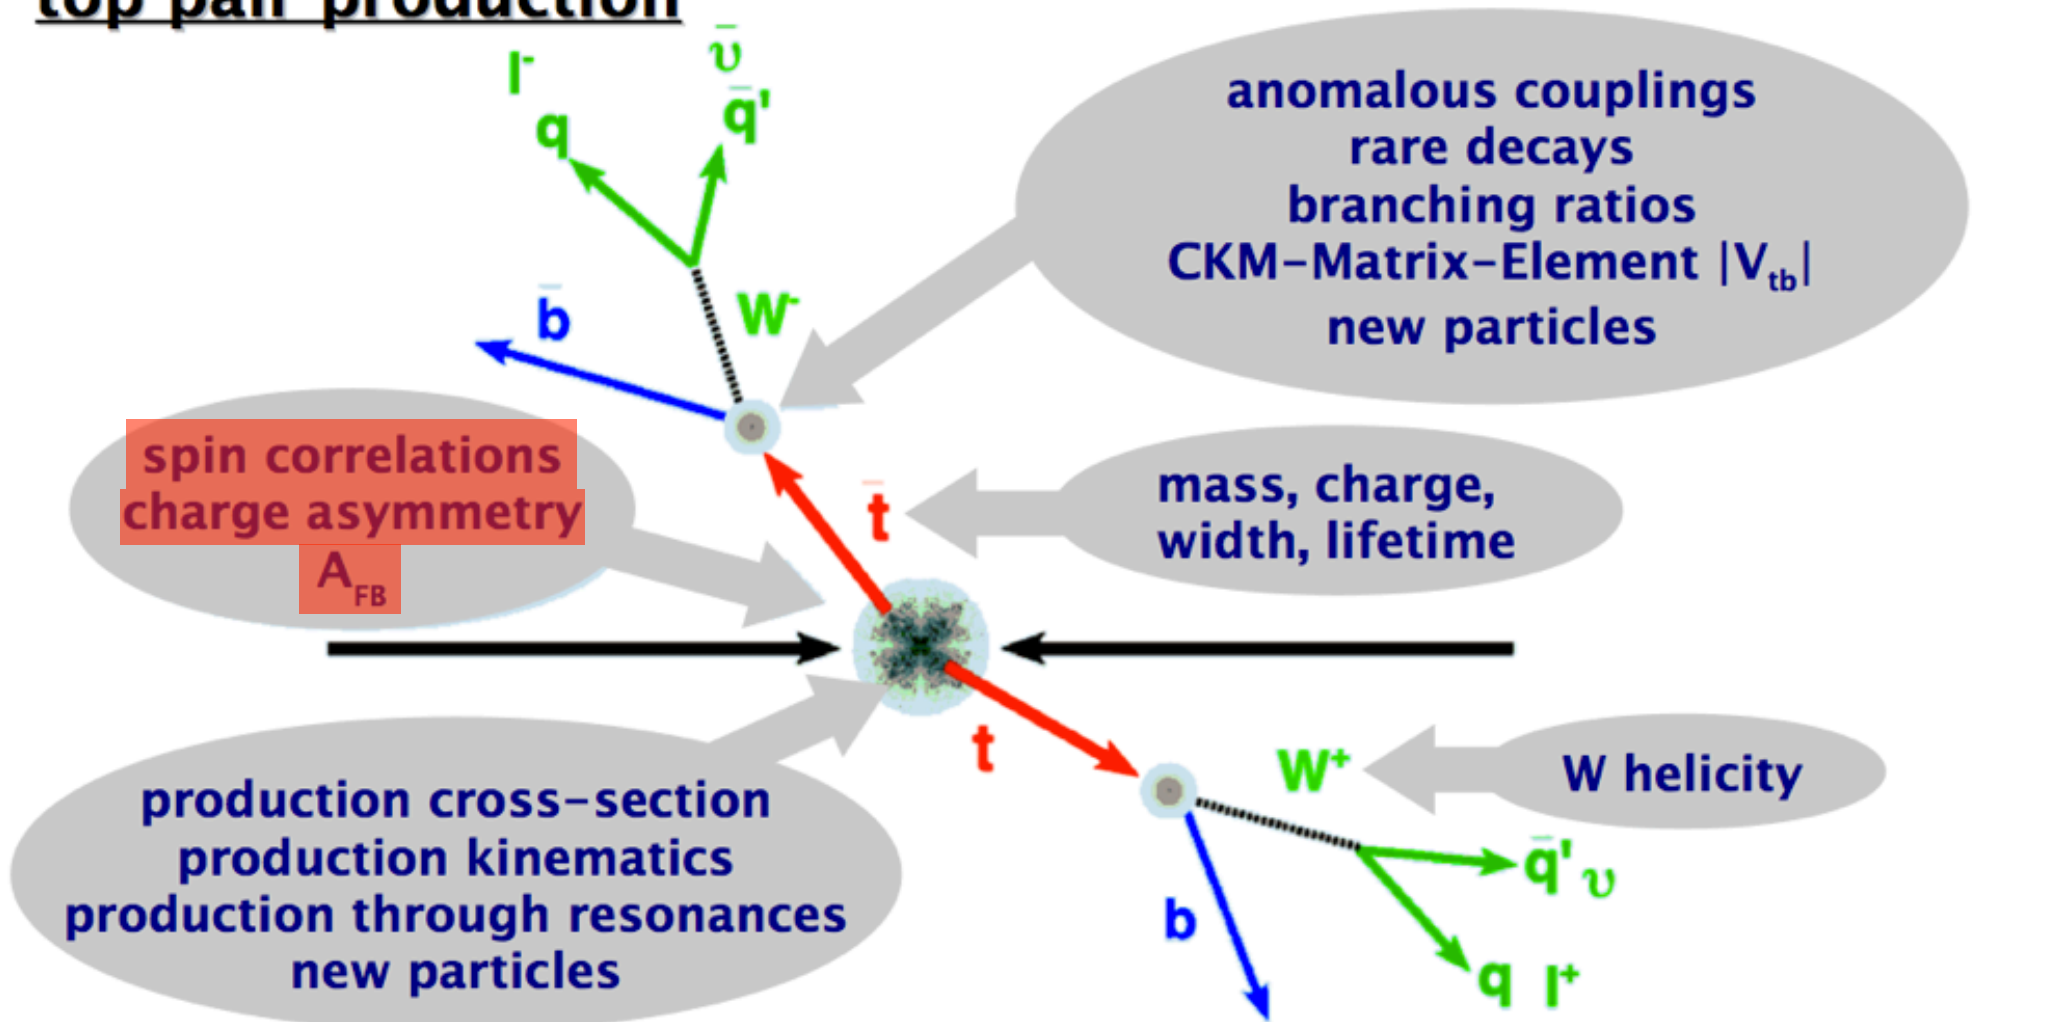 top pair production
l⁻
ῡ
q
q̄'
anomalous couplings
rare decays
branching ratios
CKM-Matrix-Element |Vtb|
new particles
b̄
W⁻
spin correlations
charge asymmetry
AFB
t̄
mass, charge,
width, lifetime
t
W⁺
W helicity
production cross-section
production kinematics
production through resonances
new particles
q̄' υ
b
q l⁺